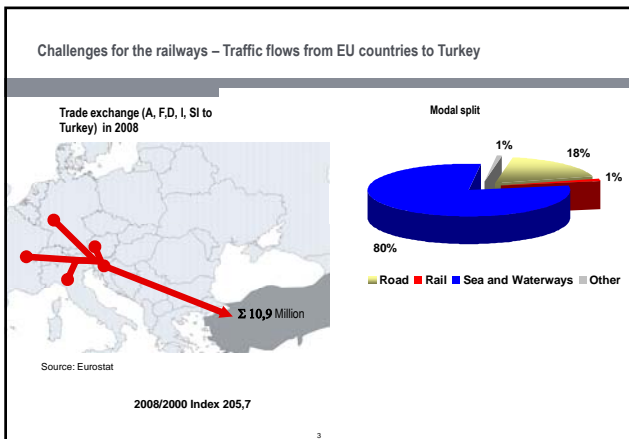 Challenges for the railways – Traffic flows from EU countries to Turkey
Trade exchange (A, F,D, I, SI to
Turkey) in 2008
Σ 10,9 Million
Source: Eurostat
2008/2000 Index 205,7
Modal split
1%
18%
1%
80%
Road Rail Sea and Waterways Other
3